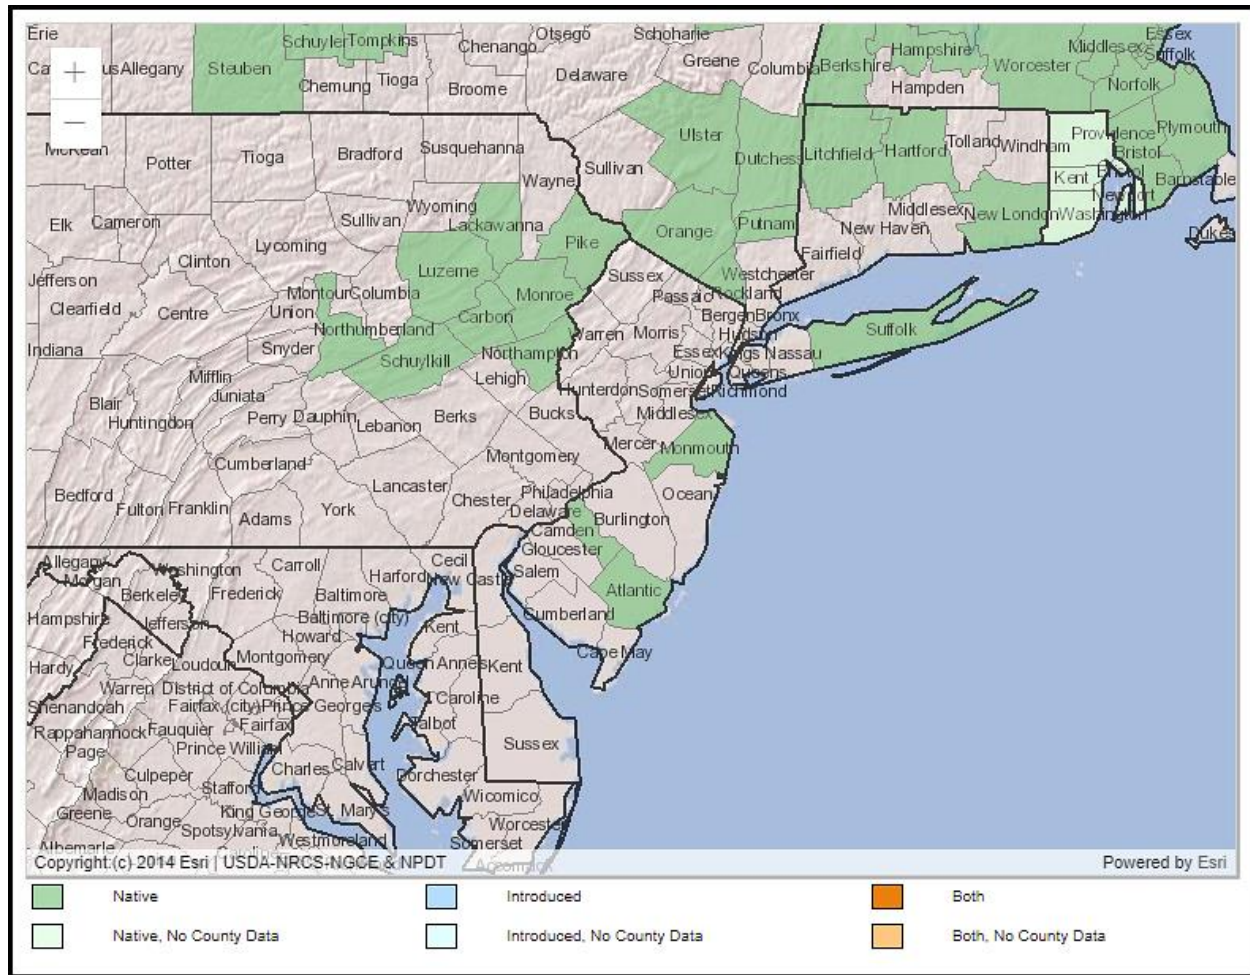 Erie
Schuyler Tompkins
Otsego
Schoharie
Essex
Chenango
Hampshire
Middlesex
Suffolk
Allegany
Steuben
Greene
Columbia
Berkshire
Worcester
Chemung
Tioga
Delaware
Hampden
Norfolk
Broome
+
−
McKean
Potter
Tioga
Bradford
Susquehanna
Wayne
Sullivan
Ulster
Dutchess
Litchfield
Hartford
Tolland
Windham
Providence
Plymouth
Bristol
Kent
Bristol
Barnstable
Newport
Elk
Cameron
Sullivan
Wyoming
Lackawanna
Orange
Putnam
Middlesex
New Haven
New London
Washington
Dukes
Lycoming
Pike
Fairfield
Clinton
Luzerne
Sussex
Westchester
Jefferson
Clearfield
Centre
Montour
Columbia
Union
Monroe
Passaic
Rockland
Carbon
Bergen
Bronx
Northumberland
Warren
Morris
Hudson
Suffolk
Indiana
Snyder
Schuylkill
Northampton
Essex
Kings
Nassau
Mifflin
Lehigh
Union
Queens
Juniata
Hunterdon
Somerset
Richmond
Blair
Huntingdon
Perry
Dauphin
Lebanon
Berks
Bucks
Middlesex
Mercer
Monmouth
Cumberland
Montgomery
Bedford
Fulton
Franklin
Adams
York
Lancaster
Chester
Philadelphia
Ocean
Delaware
Burlington
Camden
Gloucester
Allegany
Washington
Carroll
Cecil
Morgan
Harford
New Castle
Salem
Berkeley
Frederick
Baltimore
Atlantic
Hampshire
Jefferson
Baltimore (city)
Kent
Cumberland
Frederick
Howard
Hardy
Clarke
Loudoun
Montgomery
Queen Anne's
Kent
Cape May
Warren
District of Columbia
Anne Arundel
Shenandoah
Fairfax (city)
Prince George's
Caroline
Rappahannock
Fauquier
Fairfax
Talbot
Page
Prince William
Sussex
Culpeper
Charles
Calvert
Dorchester
Madison
Stafford
Wicomico
Greene
Orange
King George
St. Mary's
Spotsylvania
Worcester
Albemarle
Westmoreland
Somerset
Copyright:(c) 2014 Esri | USDA-NRCS-NGCE & NPDT
Accomack
Powered by Esri
Native
Introduced
Both
Native, No County Data
Introduced, No County Data
Both, No County Data